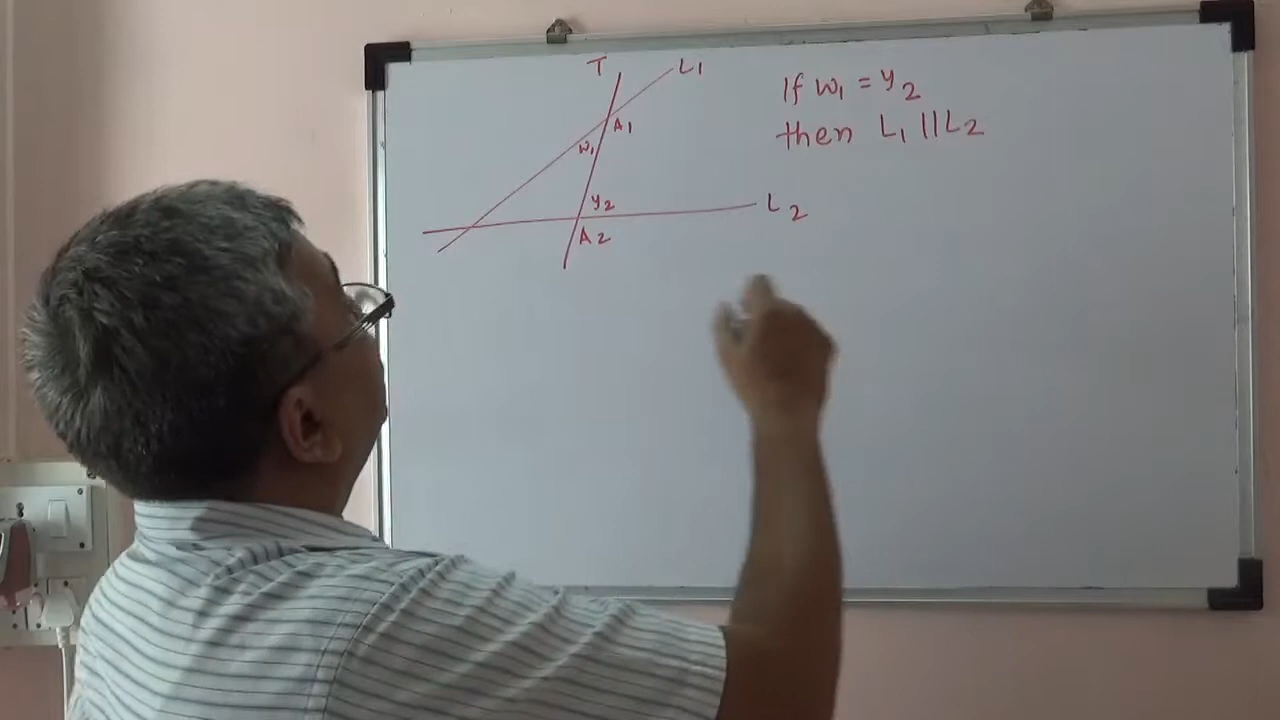 T
L1
If w1 = y2
A1
then L1 || L2
w1
y2
L2
A2